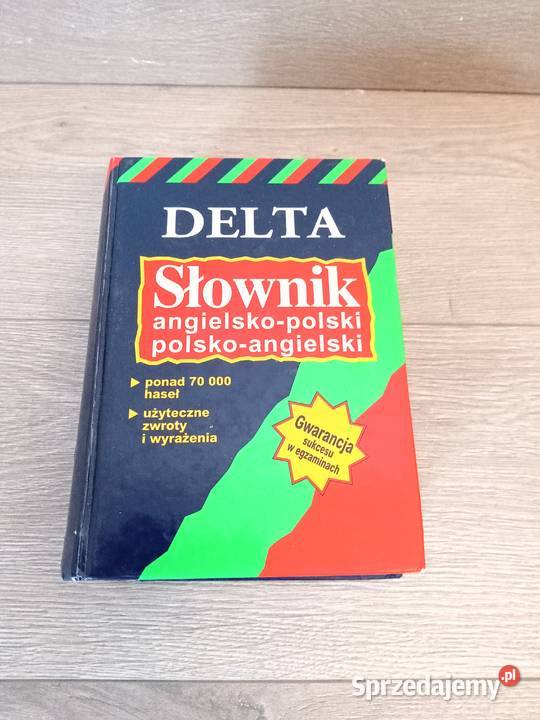 DELTA
Słownik
angielsko-polski
polsko-angielski
ponad 70 000
haseł
użyteczne
zwroty
i wyrażenia
Gwarancja
sukcesu
w egzaminach
Sprzedajemy.pl